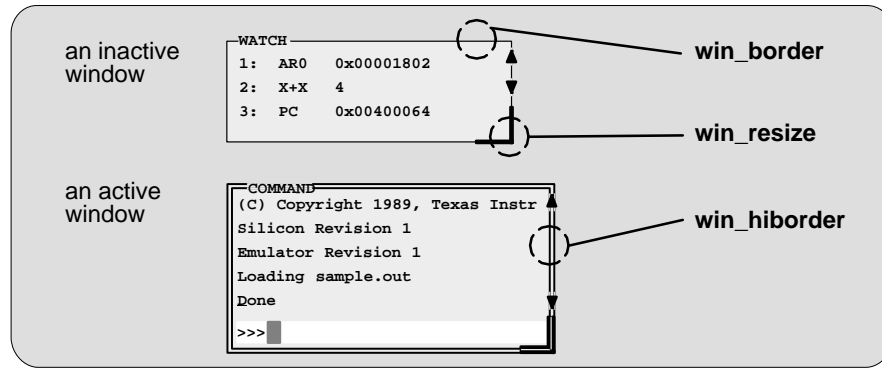 an inactive
window
WATCH
1: AR0 0x00001802
2: X+X 4
3: PC 0x00400064
win_border
win_resize
an active
window
COMMAND
(C) Copyright 1989, Texas Instr
Silicon Revision 1
Emulator Revision 1
Loading sample.out
Done
>>>
win_hiborder